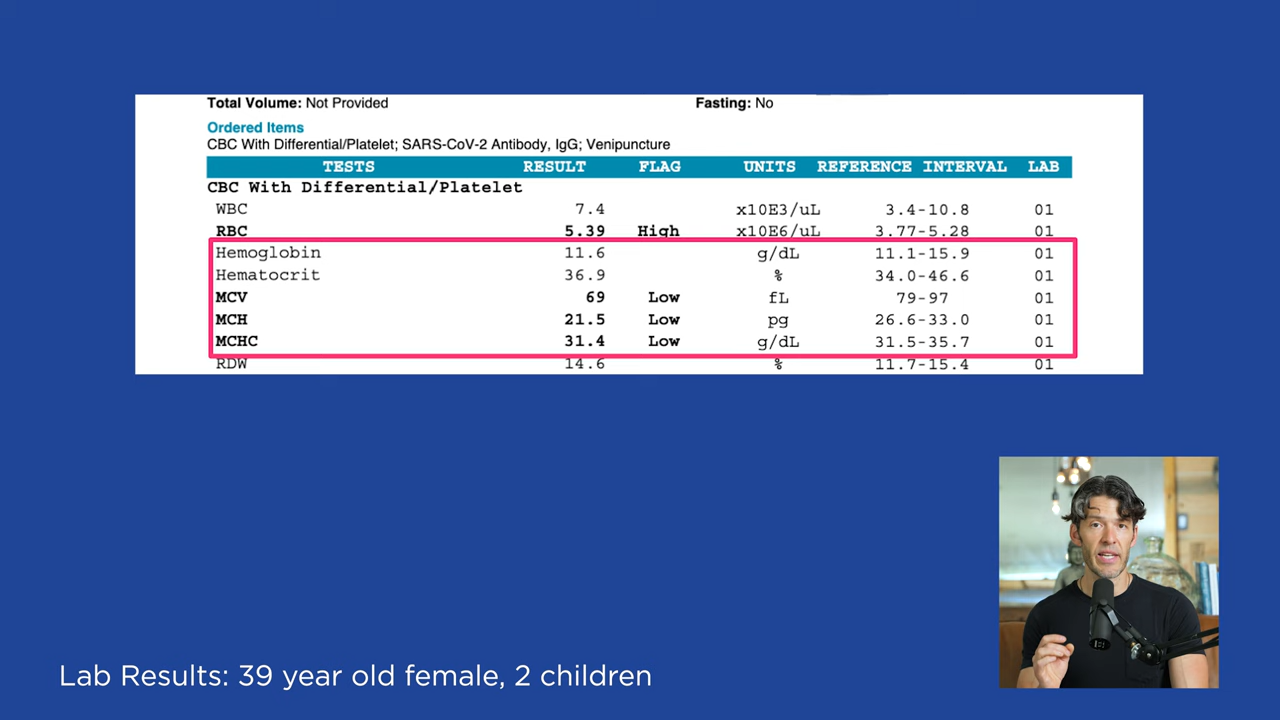 Total Volume: Not Provided Fasting: No
Ordered Items
CBC With Differential/Platelet; SARS-CoV-2 Antibody, IgG; Venipuncture
TESTS RESULT FLAG UNITS REFERENCE INTERVAL LAB
CBC With Differential/Platelet
WBC 7.4 x10E3/uL 3.4-10.8 01
RBC 5.39 High x10E6/uL 3.77-5.28 01
Hemoglobin 11.6 g/dL 11.1-15.9 01
Hematocrit 36.9 % 34.0-46.6 01
MCV 69 Low fL 79-97 01
MCH 21.5 Low pg 26.6-33.0 01
MCHC 31.4 Low g/dL 31.5-35.7 01
RDW 14.6 % 11.7-15.4 01
Lab Results: 39 year old female, 2 children